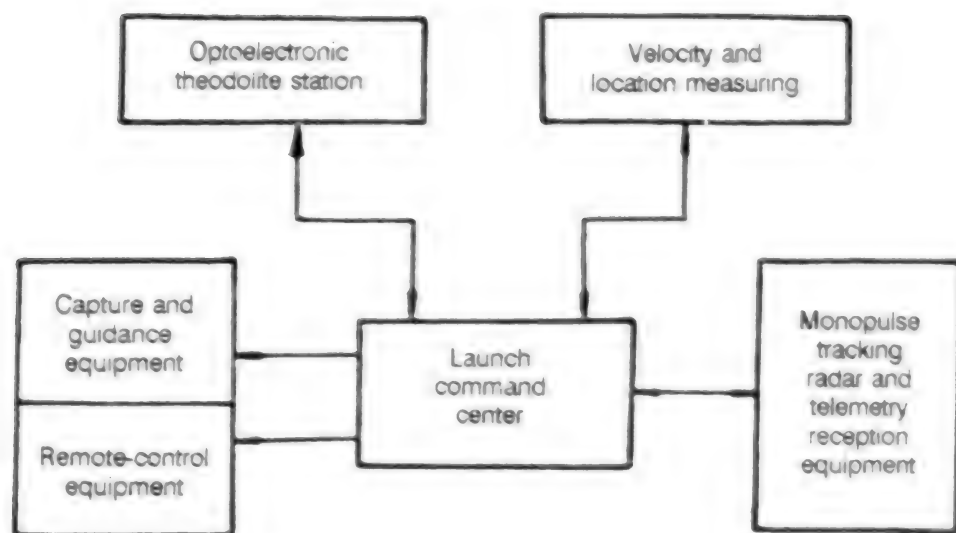 Optoelectronic
theodolite station
Velocity and
location measuring
Capture and
guidance
equipment
Remote-control
equipment
Launch
command
center
Monopulse
tracking
radar and
telemetry
reception
equipment